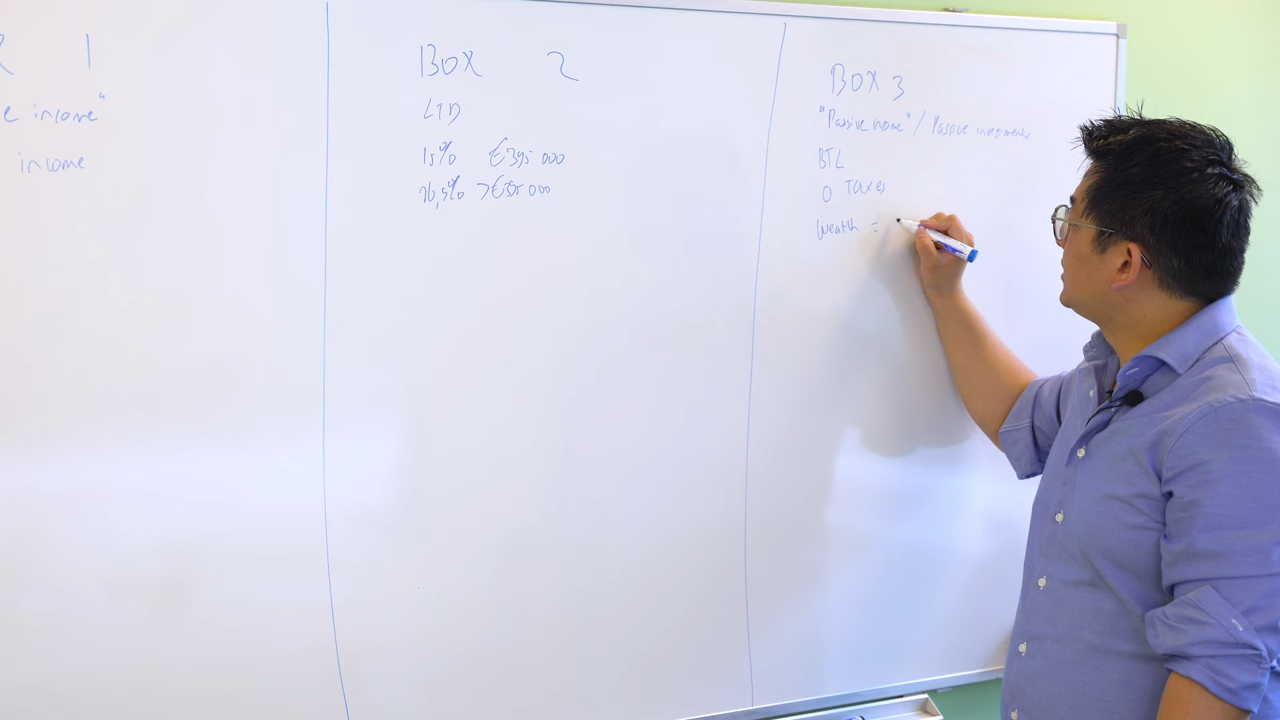 1
e income"
income
BOX 2
LTD
15% €395 000
26,5% >€395 000
BOX 3
"Passive income" / Passive investments
BTL
0 Taxes
Wealth =